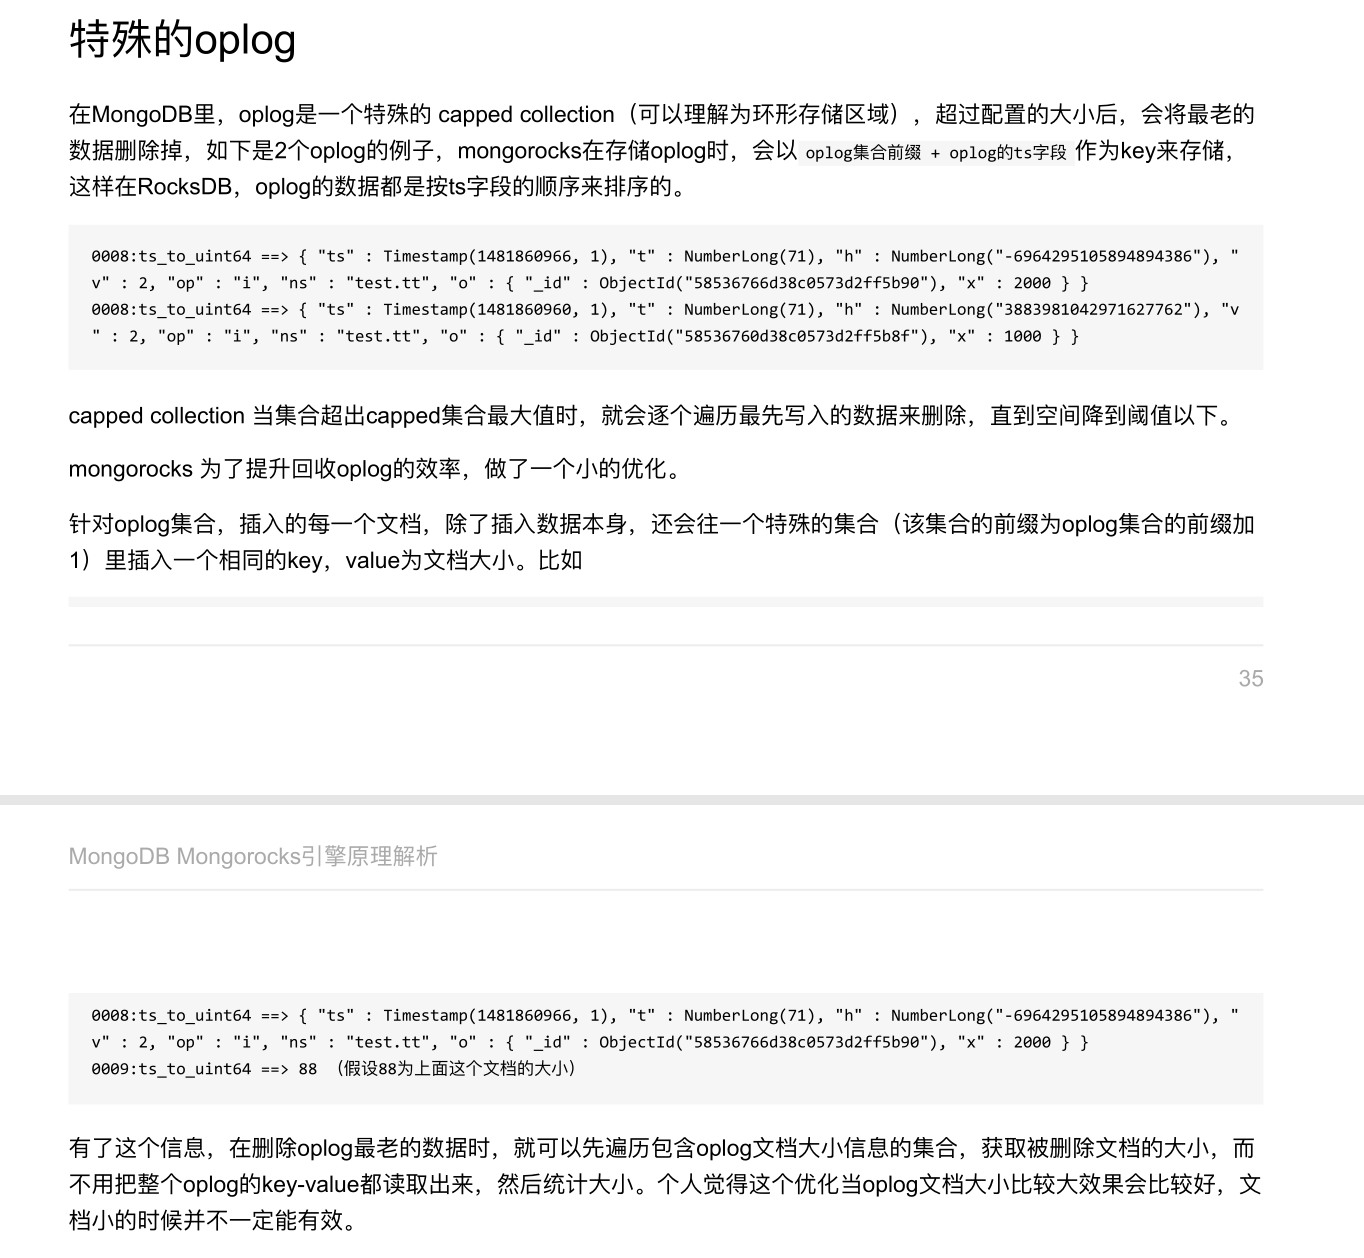 特殊的oplog
在MongoDB里，oplog是一个特殊的 capped collection（可以理解为环形存储区域），超过配置的大小后，会将最老的
数据删除掉，如下是2个oplog的例子，mongorocks在存储oplog时，会以 oplog集合前缀 + oplog的ts字段 作为key来存储，
这样在RocksDB，oplog的数据都是按ts字段的顺序来排序的。
0008:ts_to_uint64 ==> { "ts" : Timestamp(1481860966, 1), "t" : NumberLong(71), "h" : NumberLong("-6964295105894894386"), "
v" : 2, "op" : "i", "ns" : "test.tt", "o" : { "_id" : ObjectId("58536766d38c0573d2ff5b90"), "x" : 2000 } }
0008:ts_to_uint64 ==> { "ts" : Timestamp(1481860960, 1), "t" : NumberLong(71), "h" : NumberLong("3883981042971627762"), "v
" : 2, "op" : "i", "ns" : "test.tt", "o" : { "_id" : ObjectId("58536760d38c0573d2ff5b8f"), "x" : 1000 } }
capped collection 当集合超出capped集合最大值时，就会逐个遍历最先写入的数据来删除，直到空间降到阈值以下。
mongorocks 为了提升回收oplog的效率，做了一个小的优化。
针对oplog集合，插入的每一个文档，除了插入数据本身，还会往一个特殊的集合（该集合的前缀为oplog集合的前缀加
1）里插入一个相同的key，value为文档大小。比如
35
MongoDB Mongorocks引擎原理解析
0008:ts_to_uint64 ==> { "ts" : Timestamp(1481860966, 1), "t" : NumberLong(71), "h" : NumberLong("-6964295105894894386"), "
v" : 2, "op" : "i", "ns" : "test.tt", "o" : { "_id" : ObjectId("58536766d38c0573d2ff5b90"), "x" : 2000 } }
0009:ts_to_uint64 ==> 88 （假设88为上面这个文档的大小）
有了这个信息，在删除oplog最老的数据时，就可以先遍历包含oplog文档大小信息的集合，获取被删除文档的大小，而
不用把整个oplog的key-value都读取出来，然后统计大小。个人觉得这个优化当oplog文档大小比较大效果会比较好，文
档小的时候并不一定能有效。